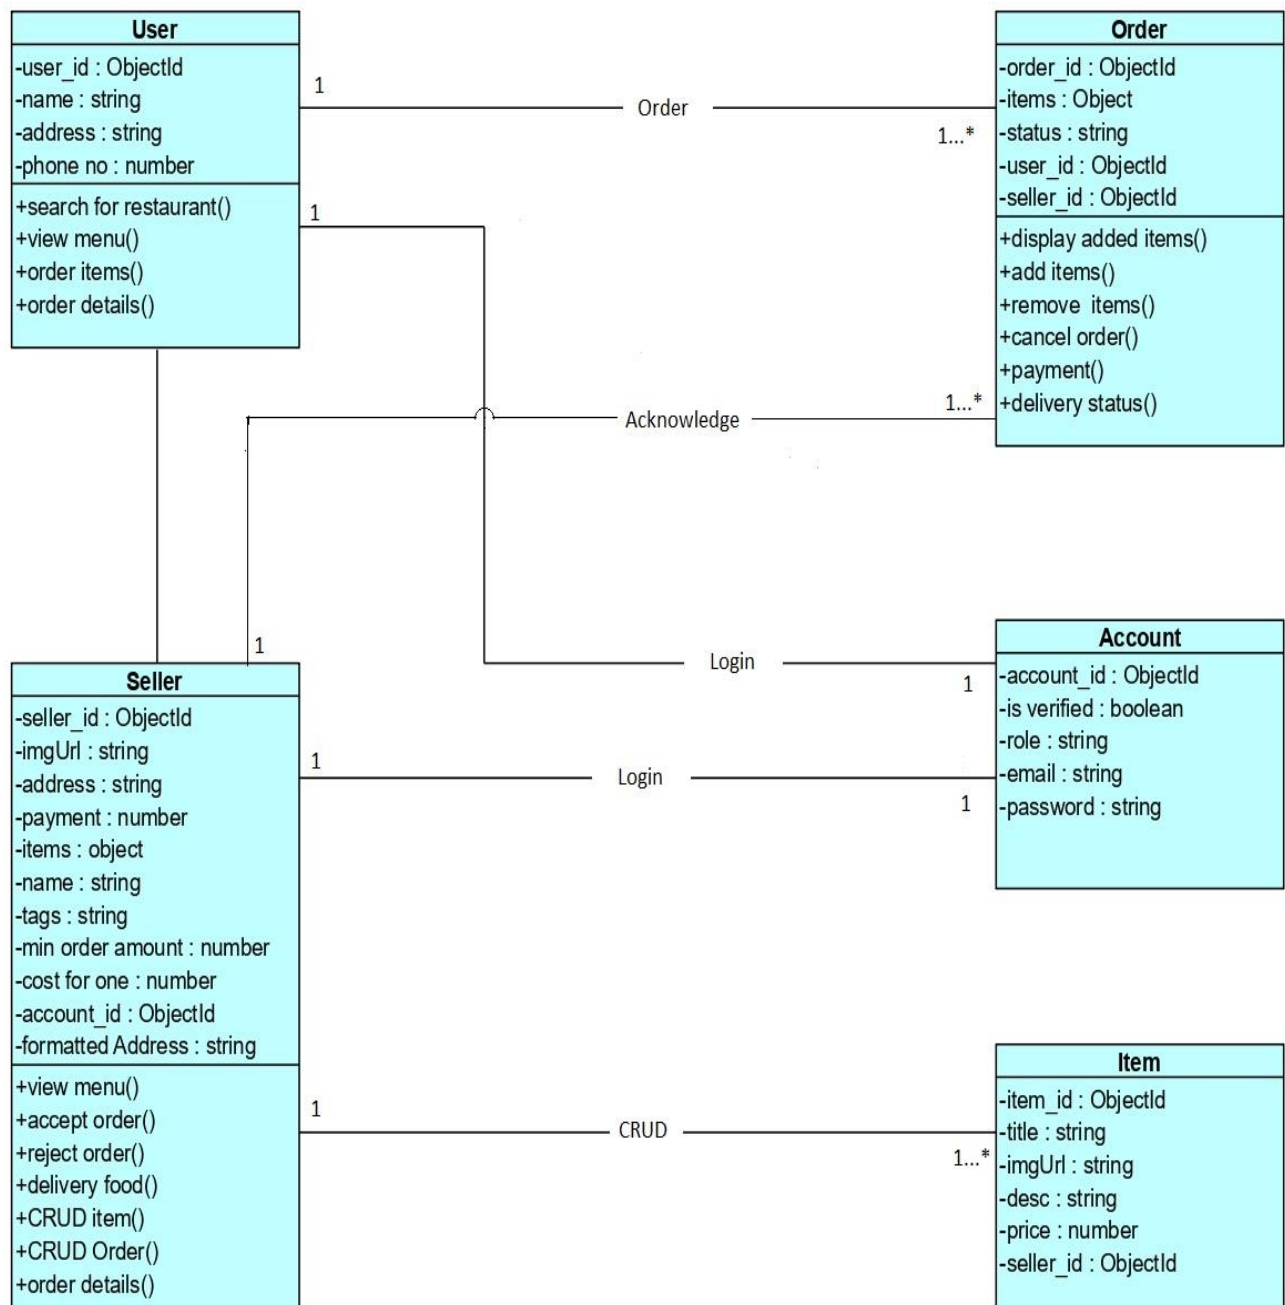 User
-user_id : ObjectId
-name : string
-address : string
-phone no : number
+search for restaurant()
+view menu()
+order items()
+order details()
1
Order
1...*
Order
-order_id : ObjectId
-items : Object
-status : string
-user_id : ObjectId
-seller_id : ObjectId
+display added items()
+add items()
+remove  items()
+cancel order()
+payment()
+delivery status()
1
Acknowledge
1...*
1
Login
1
Seller
-seller_id : ObjectId
-imgUrl : string
-address : string
-payment : number
-items : object
-name : string
-tags : string
-min order amount : number
-cost for one : number
-account_id : ObjectId
-formatted Address : string
+view menu()
+accept order()
+reject order()
+delivery food()
+CRUD item()
+CRUD Order()
+order details()
1
Login
1
Account
-account_id : ObjectId
-is verified : boolean
-role : string
-email : string
-password : string
1
CRUD
1...*
Item
-item_id : ObjectId
-title : string
-imgUrl : string
-desc : string
-price : number
-seller_id : ObjectId